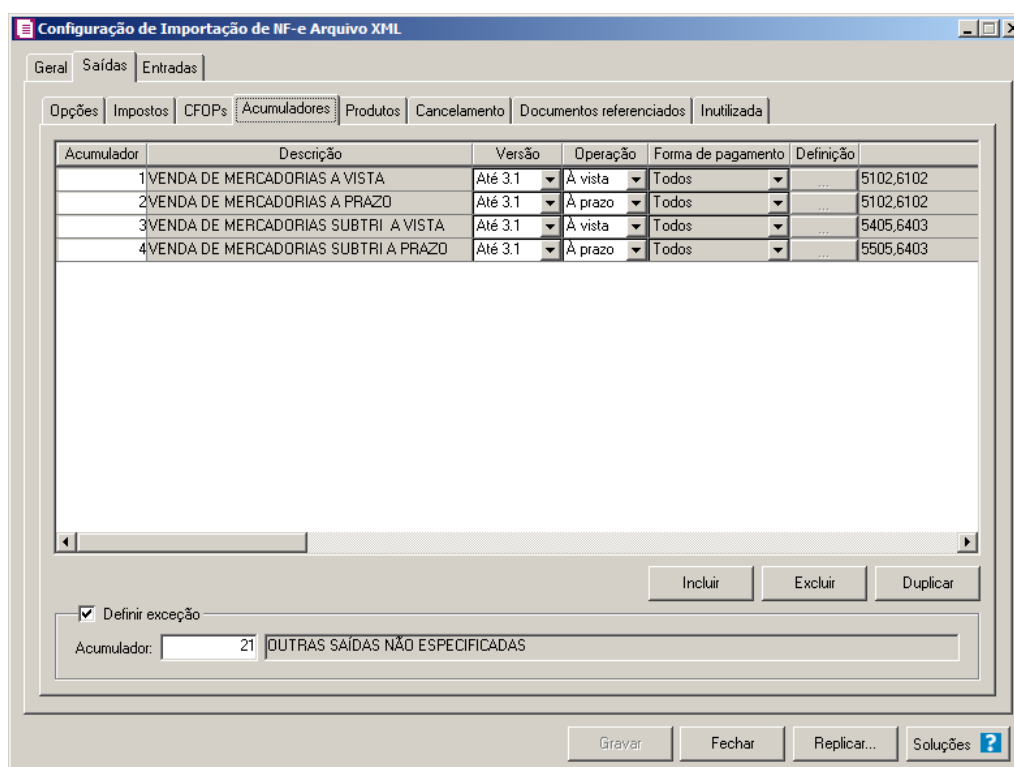 Configuração de Importação de NF-e Arquivo XML
Geral Saídas Entradas
Opções Impostos CFOPs Acumuladores Produtos Cancelamento Documentos referenciados Inutilizada
Acumulador Descrição Versão Operação Forma de pagamento Definição
1 VENDA DE MERCADORIAS A VISTA Até 3.1 À vista Todos ... 5102,6102
2 VENDA DE MERCADORIAS A PRAZO Até 3.1 À prazo Todos ... 5102,6102
3 VENDA DE MERCADORIAS SUBTRI A VISTA Até 3.1 À vista Todos ... 5405,6403
4 VENDA DE MERCADORIAS SUBTRI A PRAZO Até 3.1 À prazo Todos ... 5505,6403
Incluir Excluir Duplicar
Definir exceção
Acumulador: 21 OUTRAS SAÍDAS NÃO ESPECIFICADAS
Gravar Fechar Replicar... Soluções ?